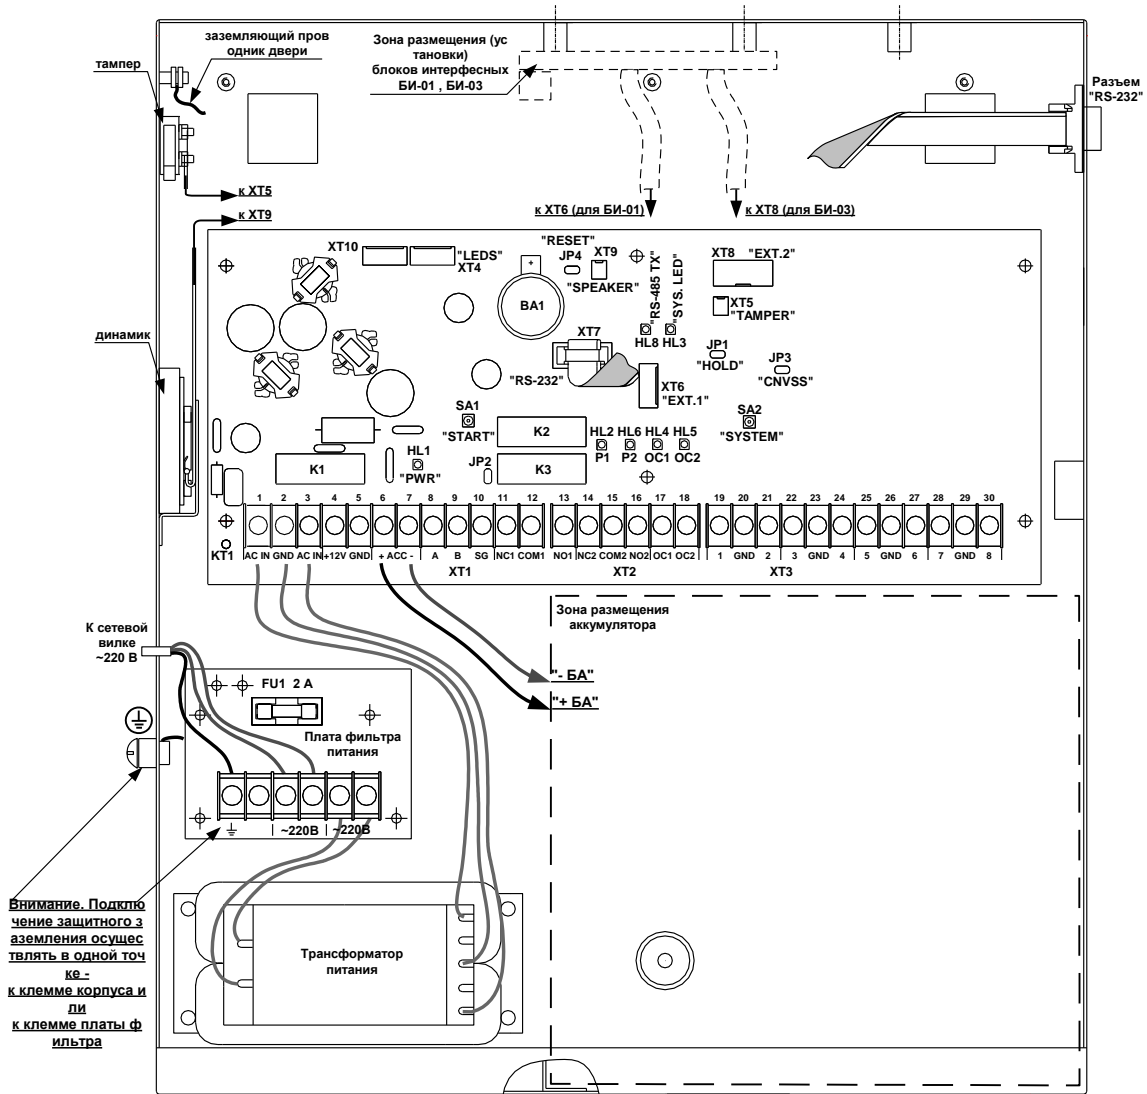 заземляющий пров
одник двери
тампер
Зона размещения (ус
тановки)
блоков интерфесных
БИ-01 , БИ-03
Разъем
"RS-232"
к XT5
к XT9
к XT6 (для БИ-01)
к XT8 (для БИ-03)
XT10
"LEDS"
XT4
"RESET"
JP4
XT9
"SPEAKER"
+
BA1
"RS-485 TX"
"SYS. LED"
HL8 HL3
XT8 "EXT.2"
XT5
"TAMPER"
динамик
XT7
"RS-232"
JP1
"HOLD"
JP3
"CNVSS"
XT6
"EXT.1"
SA1
"START"
SA2
"SYSTEM"
K2
HL2 HL6 HL4 HL5
P1 P2 OC1 OC2
K1
HL1
"PWR"
JP2
K3
1 2 3 4 5 6 7 8 9 10 11 12 13 14 15 16 17 18 19 20 21 22 23 24 25 26 27 28 29 30
KT1
AC IN GND AC IN +12V GND + ACC - A B SG NC1 COM1 NO1 NC2 COM2 NO2 OC1 OC2 1 GND 2 3 GND 4 5 GND 6 7 GND 8
XT1 XT2 XT3
Зона размещения
аккумулятора
К сетевой
вилке
~220 В
"- БА"
"+ БА"
FU1 2 A
Плата фильтра
питания
~220В ~220В
Внимание. Подклю
чение защитного з
аземления осущес
твлять в одной точ
ке -
к клемме корпуса и
ли
к клемме платы ф
ильтра
Трансформатор
питания